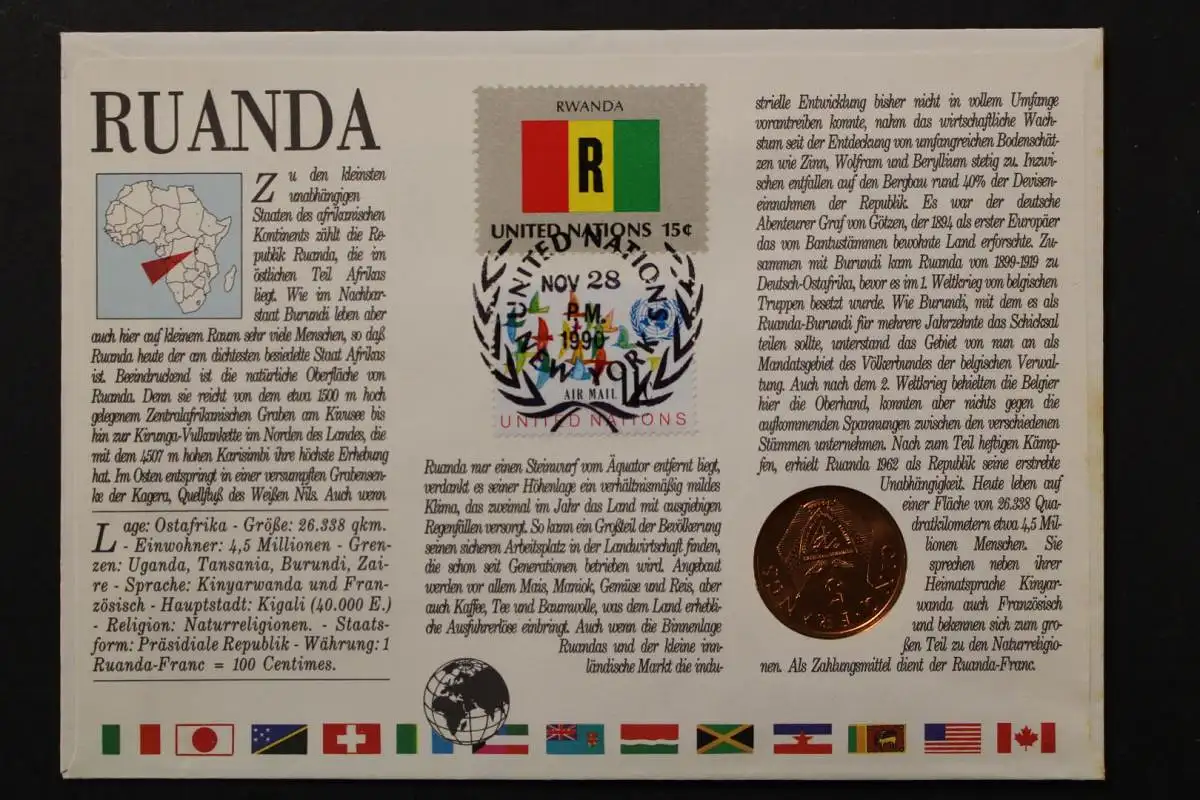 RUANDA
Zu den kleinsten
unabhängigen
Staaten des afrikanischen
Kontinents zählt die Re-
publik Ruanda, die im
östlichen Teil Afrikas
liegt. Wie im Nachbar-
staat Burundi leben aber
auch hier auf kleinem Raum sehr viele Menschen, so daß
Ruanda heute der am dichtesten besiedelte Staat Afrikas
ist. Beeindruckend ist die natürliche Oberfläche von
Ruanda. Denn sie reicht von dem etwa 1500 m hoch
gelegenem Zentralafrikanischen Graben am Kivusee bis
hin zur Kirunga-Vulkankette im Norden des Landes, die
mit dem 4507 m hohen Karisimbi ihre höchste Erhebung
hat. Im Osten entspringt in einer versumpften Grabensen-
ke der Kagera, Quellfluß des Weißen Nils. Auch wenn
Lage: Ostafrika - Größe: 26.338 qkm.
- Einwohner: 4,5 Millionen - Gren-
zen: Uganda, Tansania, Burundi, Zai-
re - Sprache: Kinyarwanda und Fran-
zösisch - Hauptstadt: Kigali (40.000 E.)
- Religion: Naturreligionen. - Staats-
form: Präsidiale Republik - Währung: 1
Ruanda-Franc = 100 Centimes.
RWANDA
R
UNITED NATIONS 15¢
UNITED NATIONS
NOV 28
P.M.
1990
NEW YORK
AIR MAIL
UNITED NATIONS
Ruanda nur einen Steinwurf vom Äquator entfernt liegt,
verdankt es seiner Höhenlage ein verhältnismäßig mildes
Klima, das zweimal im Jahr das Land mit ausgiebigen
Regenfällen versorgt. So kann ein Großteil der Bevölkerung
seinen sicheren Arbeitsplatz in der Landwirtschaft finden,
die schon seit Generationen betrieben wird. Angebaut
werden vor allem Mais, Maniok, Gemüse und Reis, aber
auch Kaffee, Tee und Baumwolle, was dem Land erhebli-
che Ausfuhrerlöse einbringt. Auch wenn die Binnenlage
Ruandas und der kleine inn-
ländische Markt die indu-
strielle Entwicklung bisher nicht in vollem Umfange
vorantreiben konnte, nahm das wirtschaftliche Wach-
stum seit der Entdeckung von umfangreichen Bodenschät-
zen wie Zinn, Wolfram und Beryllium stetig zu. Inzwi-
schen entfallen auf den Bergbau rund 40% der Devisen-
einnahmen der Republik. Es war der deutsche
Abenteurer Graf von Götzen, der 1894 als erster Europäer
das von Bantustämmen bewohnte Land erforschte. Zu-
sammen mit Burundi kam Ruanda von 1899-1919 zu
Deutsch-Ostafrika, bevor es im 1. Weltkrieg von belgischen
Truppen besetzt wurde. Wie Burundi, mit dem es als
Ruanda-Burundi für mehrere Jahrzehnte das Schicksal
teilen sollte, unterstand das Gebiet von nun an als
Mandatsgebiet des Völkerbundes der belgischen Verwal-
tung. Auch nach dem 2. Weltkrieg behielten die Belgier
hier die Oberhand, konnten aber nichts gegen die
aufkommenden Spannungen zwischen den verschiedenen
Stämmen unternehmen. Nach zum Teil heftigen Kämp-
fen, erhielt Ruanda 1962 als Republik seine erstrebte
Unabhängigkeit. Heute leben auf
einer Fläche von 26.338 Qua-
dratkilometern etwa 4,5 Mil-
lionen Menschen. Sie
sprechen neben ihrer
Heimatsprache Kinyar-
wanda auch Französisch
und bekennen sich zum gro-
ßen Teil zu den Naturreligio-
nen. Als Zahlungsmittel dient der Ruanda-Franc.